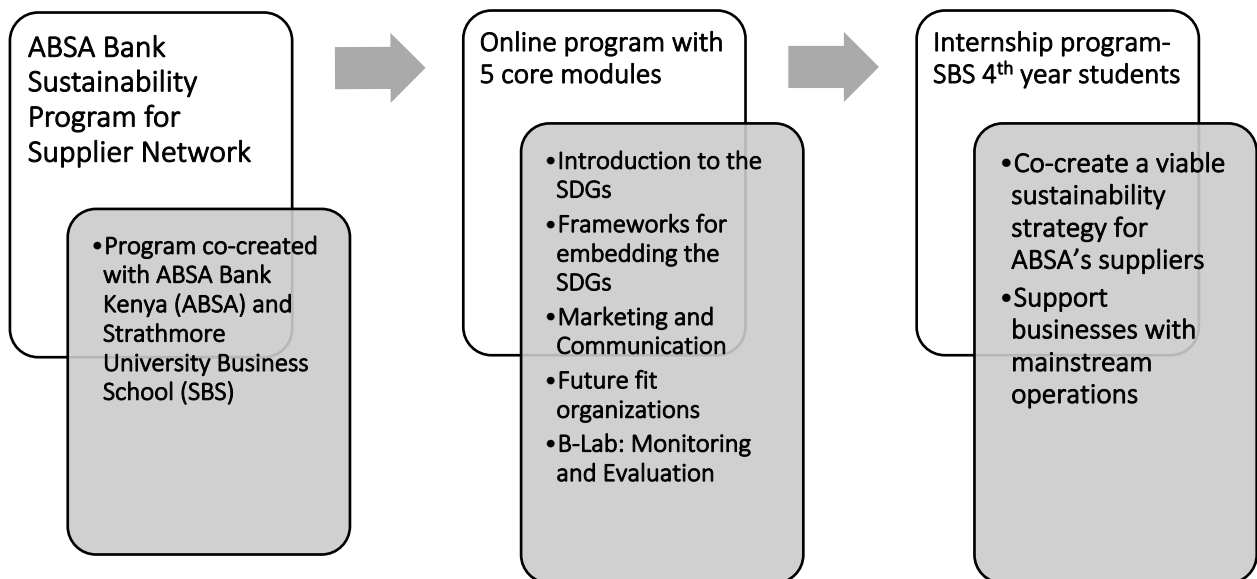 ABSA Bank
Sustainability
Program for
Supplier Network
•Program co-created
with ABSA Bank
Kenya (ABSA) and
Strathmore
University Business
School (SBS)
Online program with
5 core modules
•Introduction to the
SDGs
•Frameworks for
embedding the
SDGs
•Marketing and
Communication
•Future fit
organizations
•B-Lab: Monitoring
and Evaluation
Internship program-
SBS 4th year students
•Co-create a viable
sustainability
strategy for
ABSA’s suppliers
•Support
businesses with
mainstream
operations